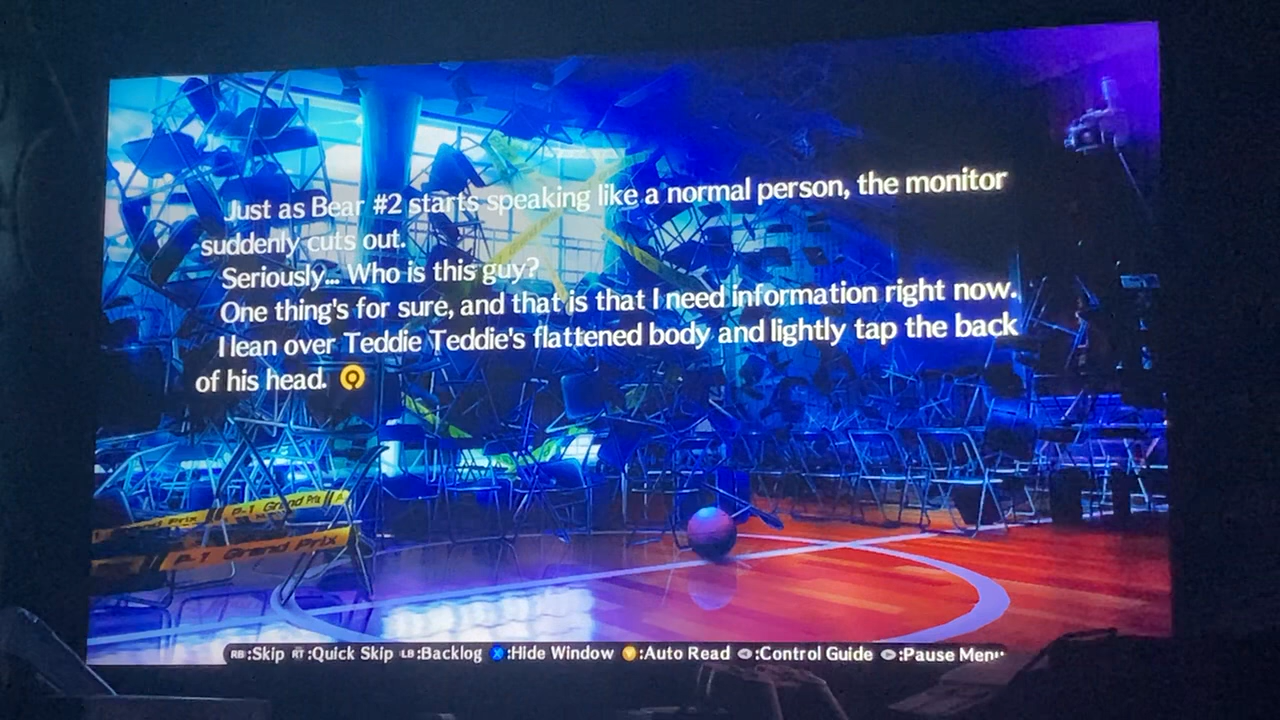 Just as Bear #2 starts speaking like a normal person, the monitor
suddenly cuts out.
Seriously... Who is this guy?
One thing's for sure, and that is that I need information right now.
I lean over Teddie Teddie's flattened body and lightly tap the back
of his head.
Grand Prix P-1 Grand Prix
P-1 Grand Prix
RB:Skip RT:Quick Skip LB:Backlog X:Hide Window Y:Auto Read :Control Guide :Pause Menu